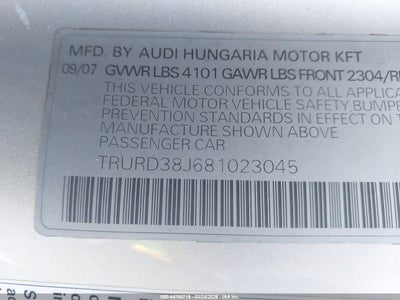 MFD. BY AUDI HUNGARIA MOTOR KFT
09/07 GVWR LBS 4101 GAWR LBS FRONT 2304/R
THIS VEHICLE CONFORMS TO ALL APPLICA
FEDERAL MOTOR VEHICLE SAFETY, BUMPE
PREVENTION STANDARDS IN EFFECT ON
MANUFACTURE SHOWN ABOVE
PASSENGER CAR
TRURD38J681023045